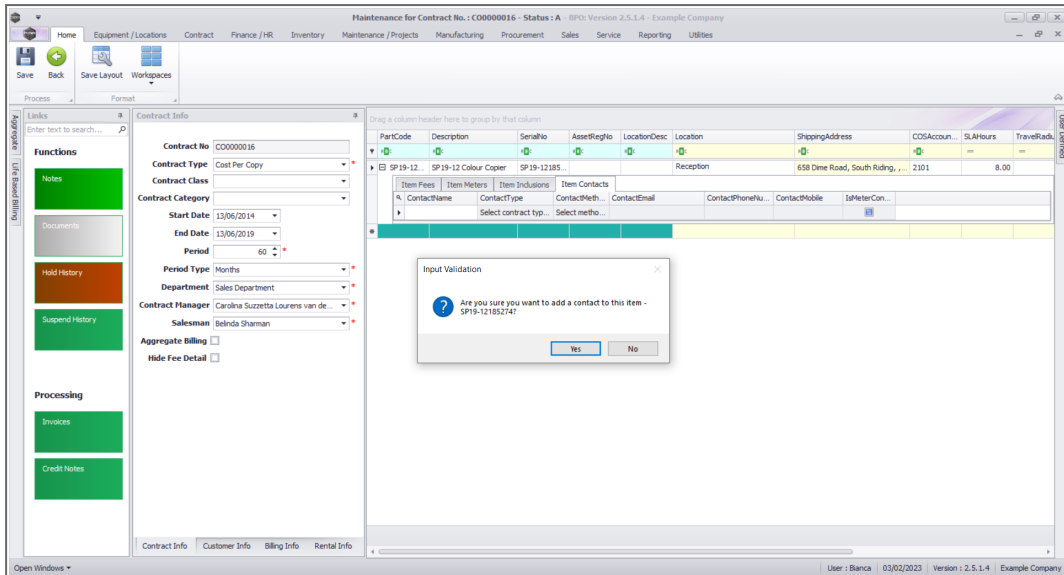 Maintenance for Contract No. : CO0000016 - Status : A - BPO: Version 2.5.1.4 - Example Company
Home Equipment / Locations Contract Finance / HR Inventory Maintenance / Projects Manufacturing Procurement Sales Service Reporting Utilities
Save Back Save Layout Workspaces
Process Format
Links
Enter text to search...
Functions
Notes
Documents
Hold History
Suspend History
Processing
Invoices
Credit Notes
Aggregate
Life Based Billing
Contract Info
Contract No CO0000016
Contract Type Cost Per Copy *
Contract Class
Contract Category
Start Date 13/06/2014
End Date 13/06/2019
Period 60 *
Period Type Months *
Department Sales Department *
Contract Manager Carolina Suzzetta Lourens van de... *
Salesman Belinda Sharman *
Aggregate Billing
Hide Fee Detail
Contract Info Customer Info Billing Info Rental Info
Drag a column header here to group by that column
PartCode Description SerialNo AssetRegNo LocationDesc Location ShippingAddress COSAccoun... SLAHours TravelRadiu
SP19-12... SP19-12 Colour Copier SP19-12185... Reception 658 Dime Road, South Riding, ,... 2101 8.00
Item Fees Item Meters Item Inclusions Item Contacts
ContactName ContactType ContactMeth... ContactEmail ContactPhoneNu... ContactMobile IsMeterCon...
Select contract typ... Select metho...
User Defined
Input Validation
Are you sure you want to add a contact to this item -
SP19-12185274?
Yes No
Open Windows User : Bianca 03/02/2023 Version : 2.5.1.4 Example Company